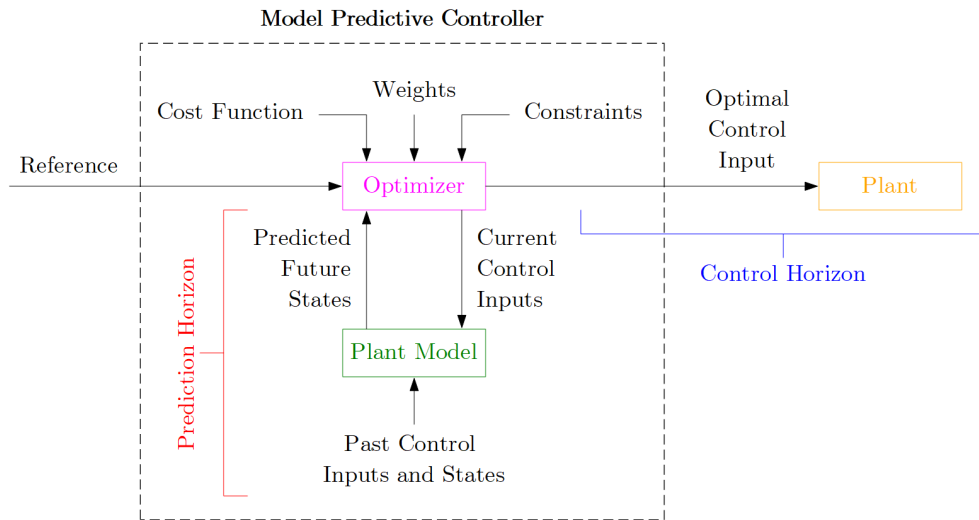 Model Predictive Controller
Weights
Cost Function
Constraints
Optimal
Control
Input
Reference
Optimizer
Plant
Predicted
Future
States
Current
Control
Inputs
Control Horizon
Prediction Horizon
Plant Model
Past Control
Inputs and States